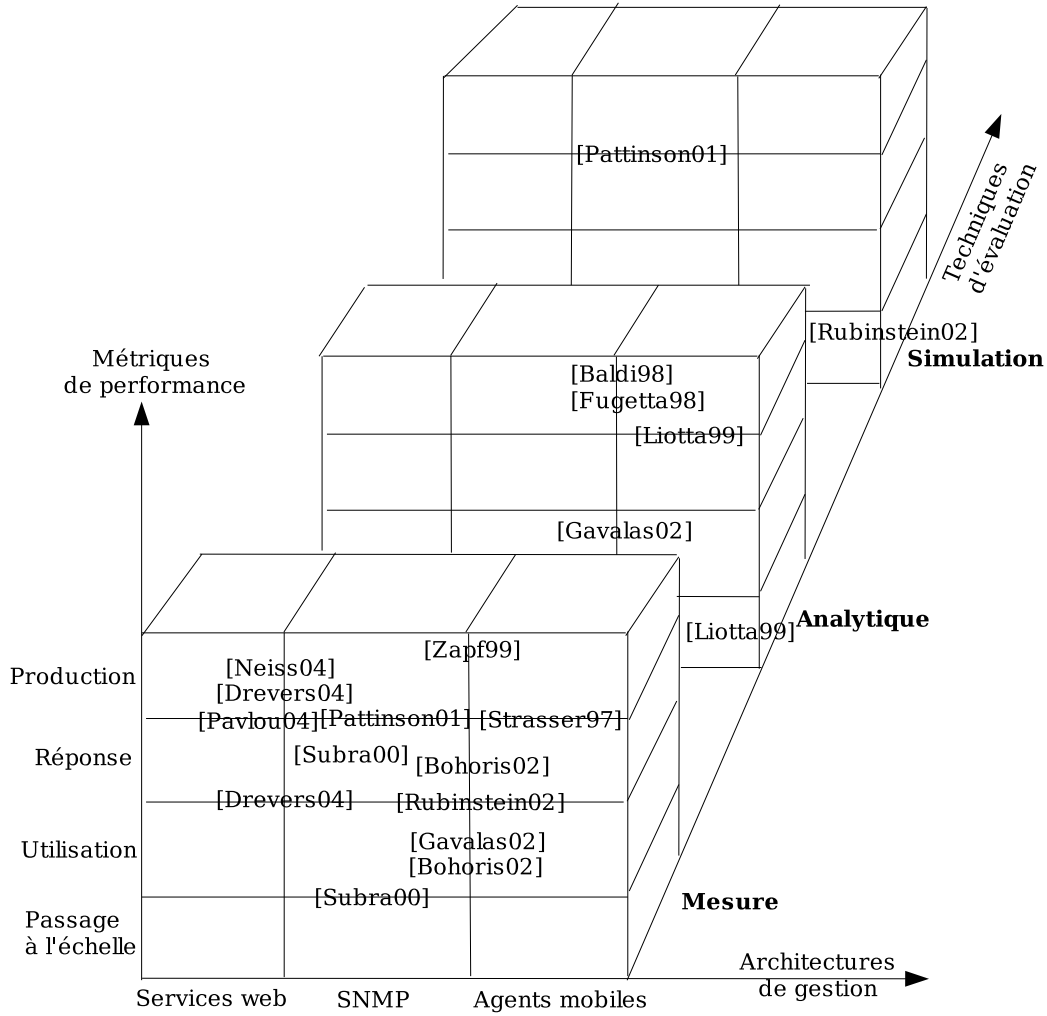 [Pattinson01]
Techniques
d'évaluation
[Rubinstein02]
Simulation
Métriques
de performance
[Baldi98]
[Fugetta98]
[Liotta99]
[Gavalas02]
[Liotta99]
Analytique
Production
Réponse
Utilisation
Passage
à l'échelle
[Zapf99]
[Neiss04]
[Drevers04]
[Pavlou04]
[Pattinson01]
[Strasser97]
[Subra00]
[Bohoris02]
[Drevers04]
[Rubinstein02]
[Gavalas02]
[Bohoris02]
[Subra00]
Mesure
Architectures
de gestion
Services web
SNMP
Agents mobiles